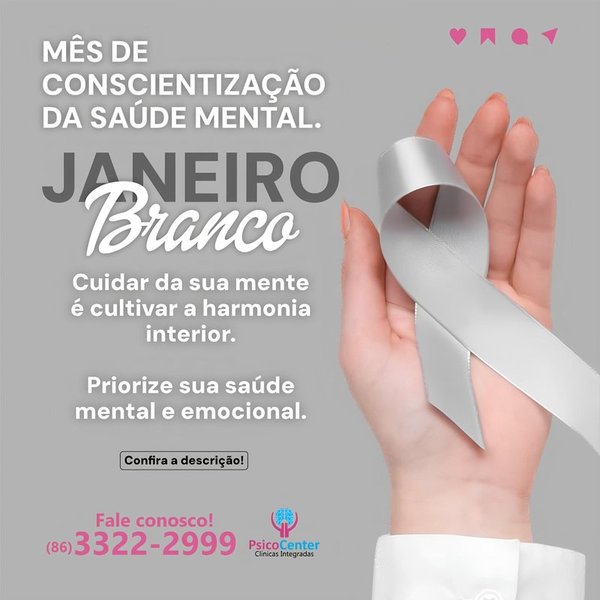 MÊS DE
CONSCIENTIZAÇÃO
DA SAÚDE MENTAL.
JANEIRO
Branco
Cuidar da sua mente
é cultivar a harmonia
interior.
Priorize sua saúde
mental e emocional.
Confira a descrição!
Fale conosco!
(86)3322-2999
PsicoCenter
Clínicas Integradas